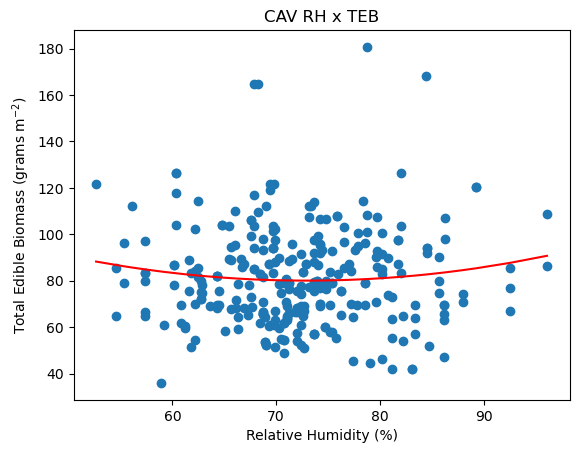 CAV RH x TEB
180
160
140
120
100
80
60
40
Total Edible Biomass (grams m⁻²)
60 70 80 90
Relative Humidity (%)